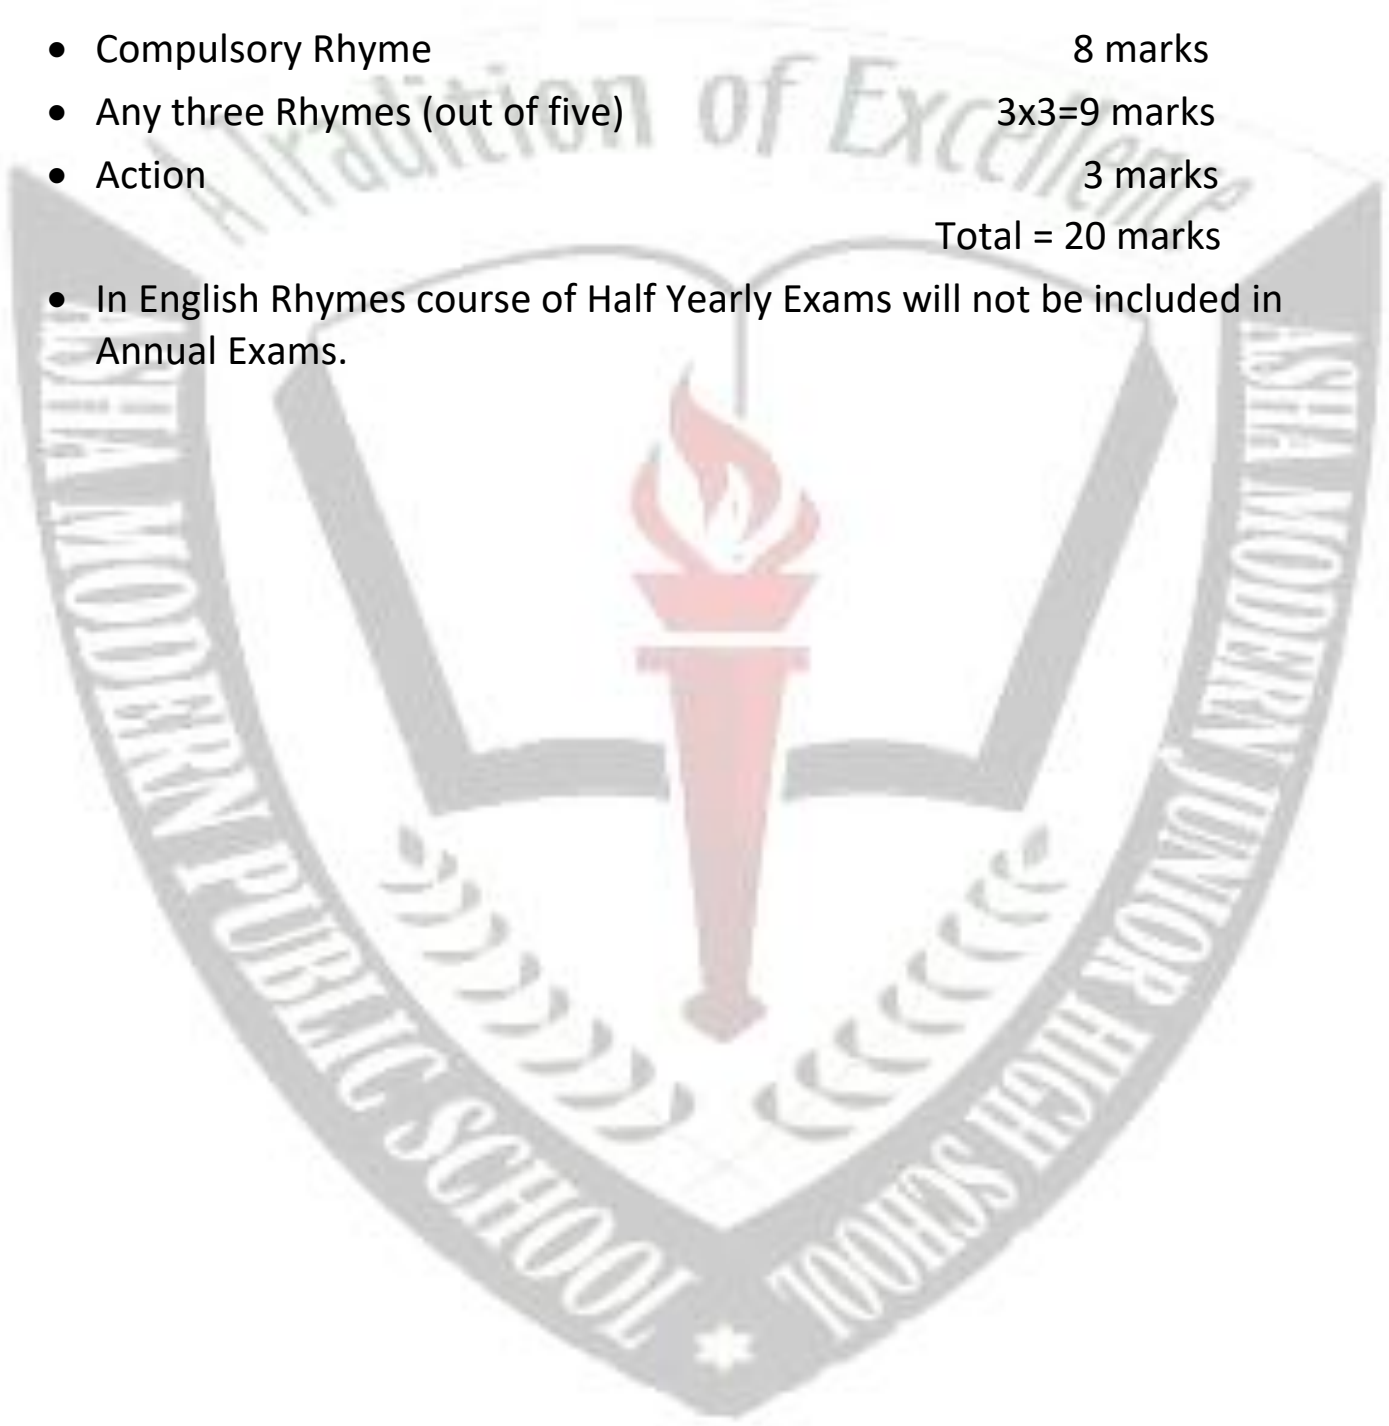 A Tradition of Excellence
• Compulsory Rhyme 8 marks
• Any three Rhymes (out of five) 3x3=9 marks
• Action 3 marks
Total = 20 marks
• In English Rhymes course of Half Yearly Exams will not be included in
Annual Exams.
ASHA MODERN PUBLIC SCHOOL
ASHA MODERN JUNIOR HIGH SCHOOL